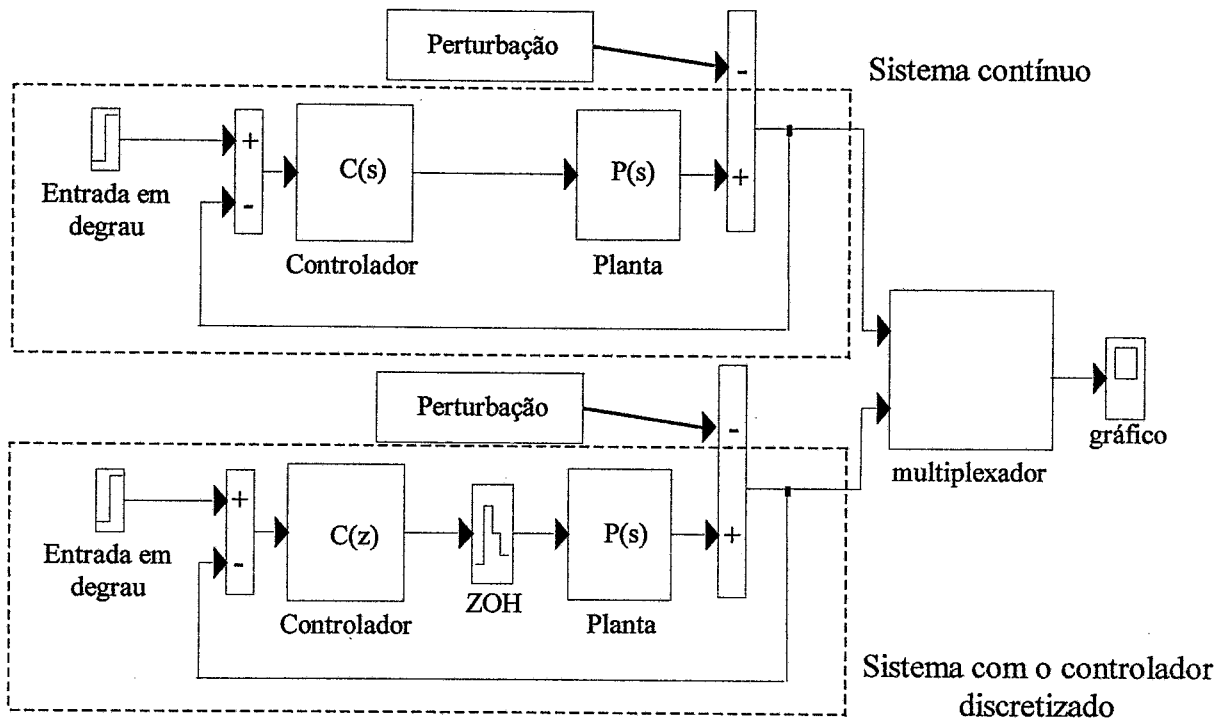 Perturbação
-
Sistema contínuo
Entrada em
degrau
+
-
C(s)
Controlador
P(s)
Planta
+
Perturbação
-
gráfico
multiplexador
Entrada em
degrau
+
-
C(z)
Controlador
ZOH
P(s)
Planta
+
Sistema com o controlador
discretizado